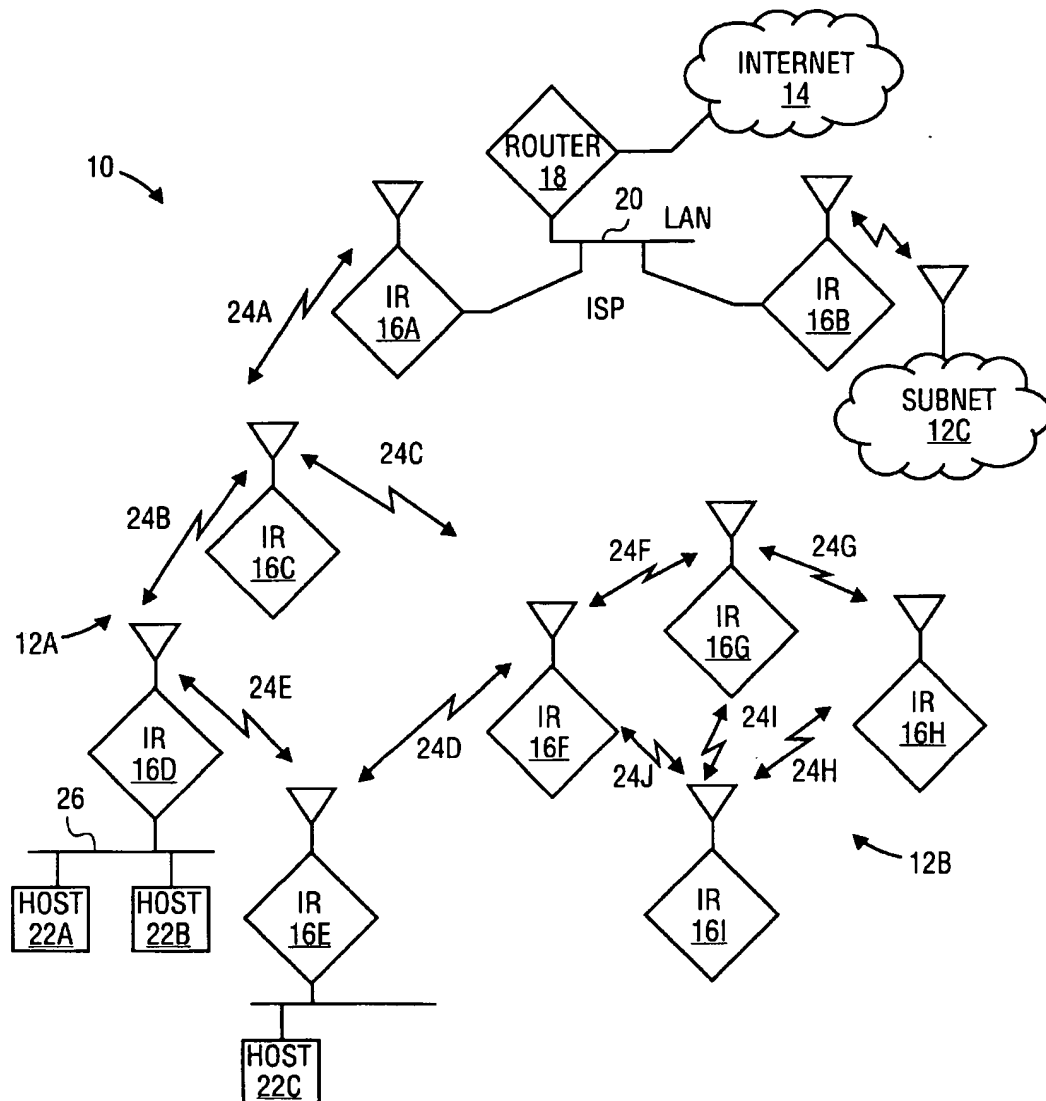 INTERNET
14
ROUTER
18
10
20
LAN
24A
IR
16A
ISP
IR
16B
SUBNET
12C
24C
24B
IR
16C
24F
24G
12A
IR
16G
24E
IR
16D
24D
IR
16F
24I
IR
16H
24J
24H
26
12B
HOST
22A
HOST
22B
IR
16E
IR
16I
HOST
22C